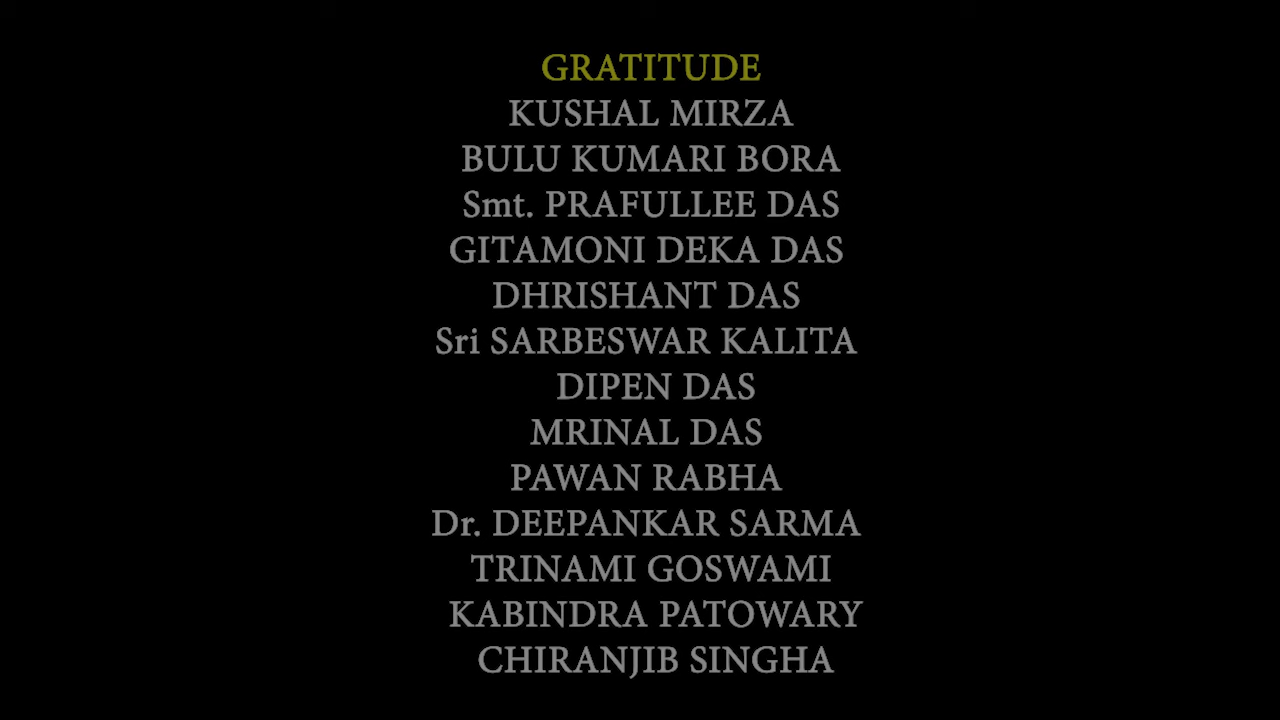 GRATITUDE
KUSHAL MIRZA
BULU KUMARI BORA
Smt. PRAFULLEE DAS
GITAMONI DEKA DAS
DHRISHANT DAS
Sri SARBESWAR KALITA
DIPEN DAS
MRINAL DAS
PAWAN RABHA
Dr. DEEPANKAR SARMA
TRINAMI GOSWAMI
KABINDRA PATOWARY
CHIRANJIB SINGHA